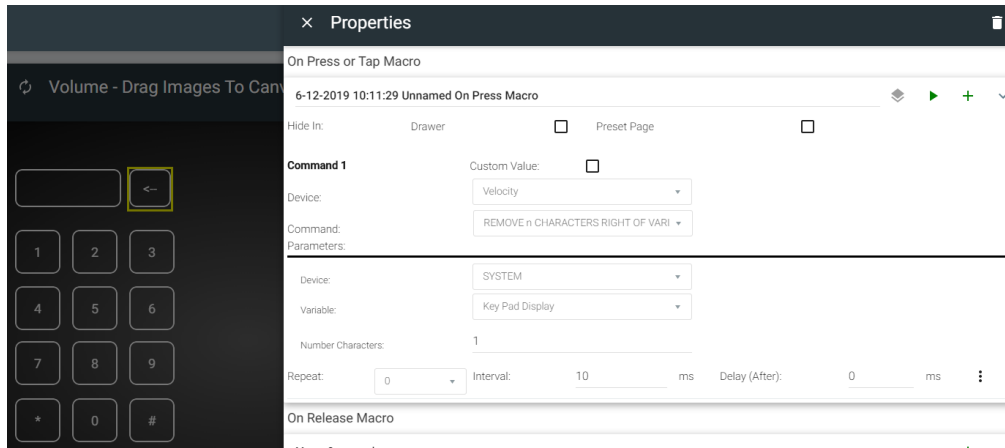 × Properties
On Press or Tap Macro
Volume - Drag Images To Canv
6-12-2019 10:11:29 Unnamed On Press Macro
Hide In: Drawer Preset Page
Command 1 Custom Value:
Device: Velocity
Command: REMOVE n CHARACTERS RIGHT OF VARI
Parameters:
Device: SYSTEM
Variable: Key Pad Display
Number Characters: 1
Repeat: 0 Interval: 10 ms Delay (After): 0 ms
On Release Macro
<--
1 2 3
4 5 6
7 8 9
* 0 #